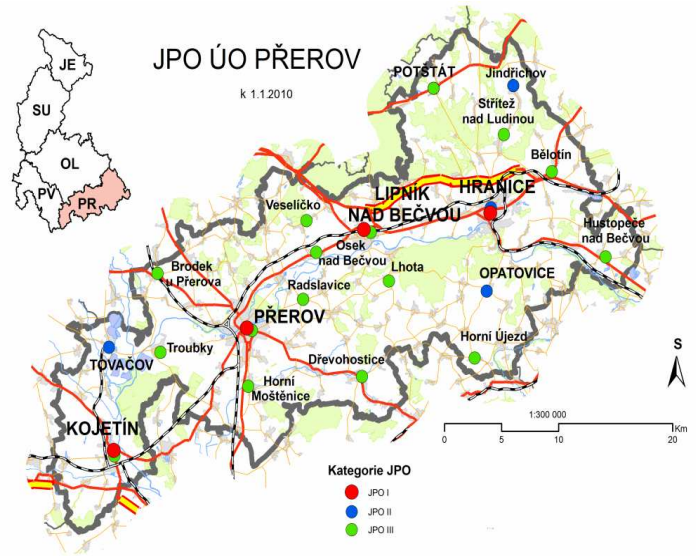 JPO ÚO PŘEROV
k 1.1.2010
JE
SU
OL
PV
PR
POTŠTÁT
Jindřichov
Střítež
nad Ludinou
Bělotín
LIPNÍK
NAD BEČVOU
HRANICE
Veselíčko
Hustopeče
nad Bečvou
Osek
nad Bečvou
Brodek
u Přerova
Lhota
OPATOVICE
Radslavice
PŘEROV
Horní Újezd
Troubky
TOVAČOV
Dřevohostice
Horní
Moštěnice
KOJETÍN
S
1:300 000
0 5 10 20
Km
Kategorie JPO
JPO I
JPO II
JPO III